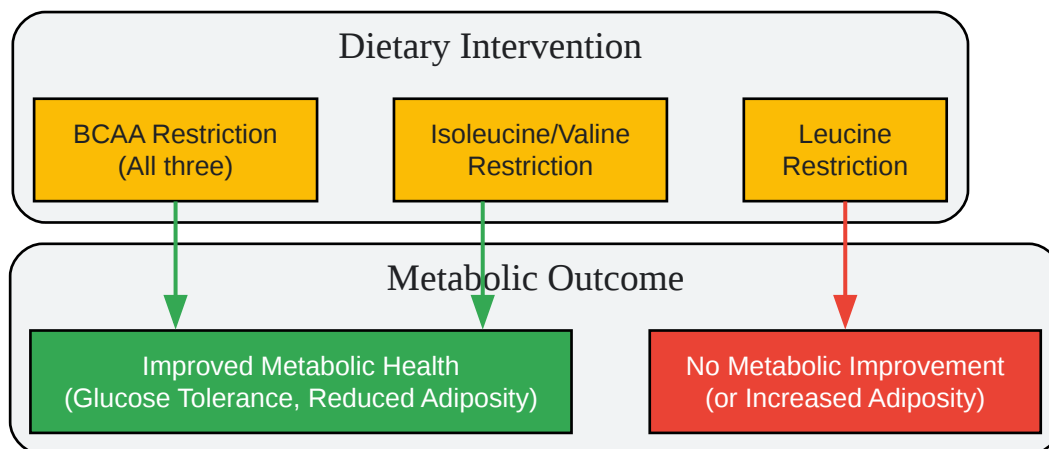 Dietary Intervention
BCAA Restriction
(All three)
Isoleucine/Valine
Restriction
Leucine
Restriction
Metabolic Outcome
Improved Metabolic Health
(Glucose Tolerance, Reduced Adiposity)
No Metabolic Improvement
(or Increased Adiposity)